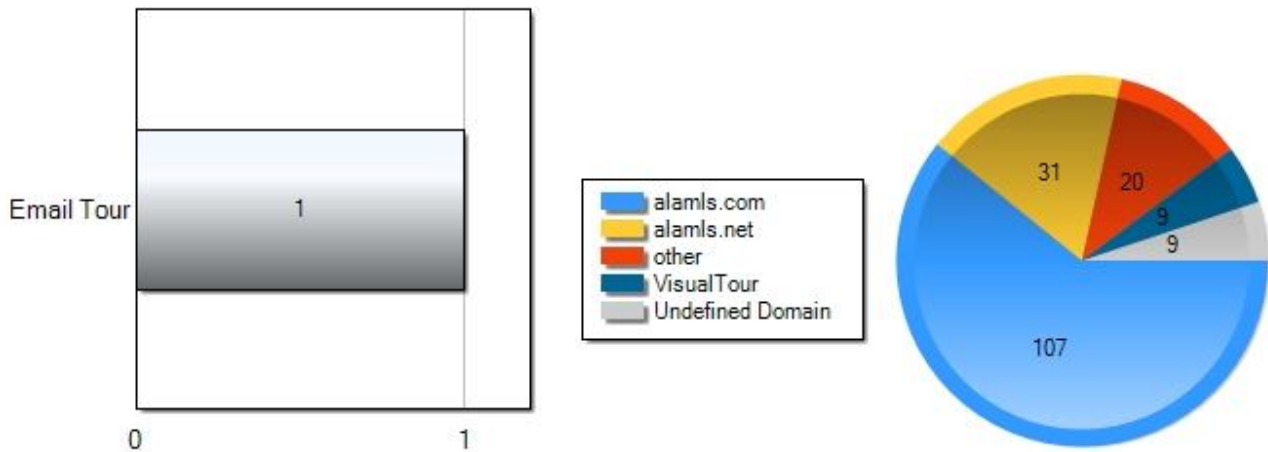 Email Tour
1
0
1
alamls.com
alamls.net
other
VisualTour
Undefined Domain
31
20
9
9
107